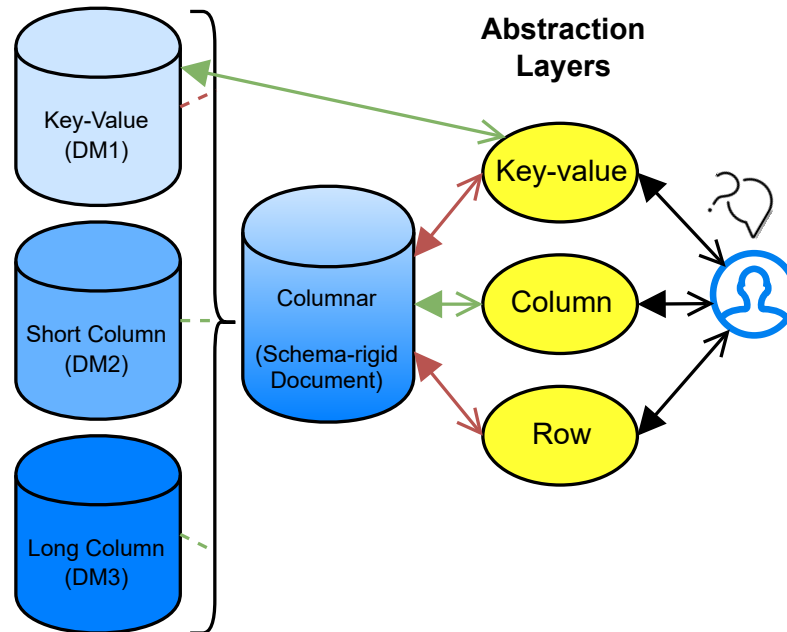 Abstraction
Layers
Key-Value
(DM1)
Short Column
(DM2)
Long Column
(DM3)
Columnar
(Schema-rigid
Document)
Key-value
Column
Row
?